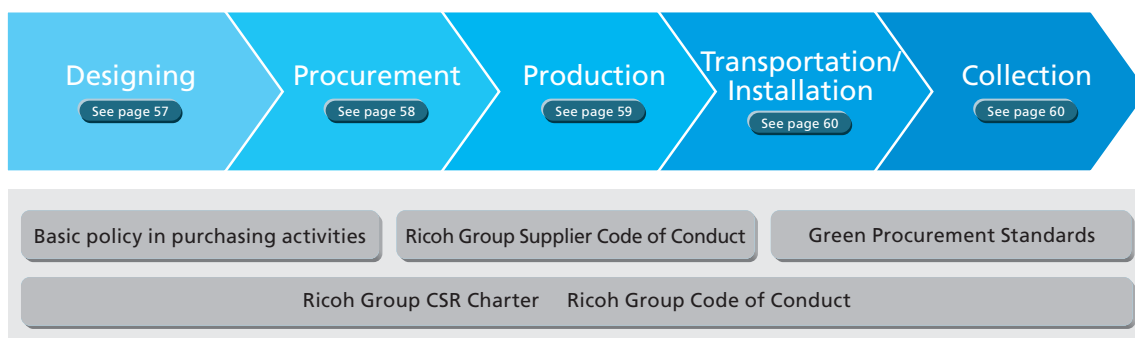 Designing
See page 57
Procurement
See page 58
Production
See page 59
Transportation/
Installation
See page 60
Collection
See page 60
Basic policy in purchasing activities
Ricoh Group Supplier Code of Conduct
Green Procurement Standards
Ricoh Group CSR Charter Ricoh Group Code of Conduct